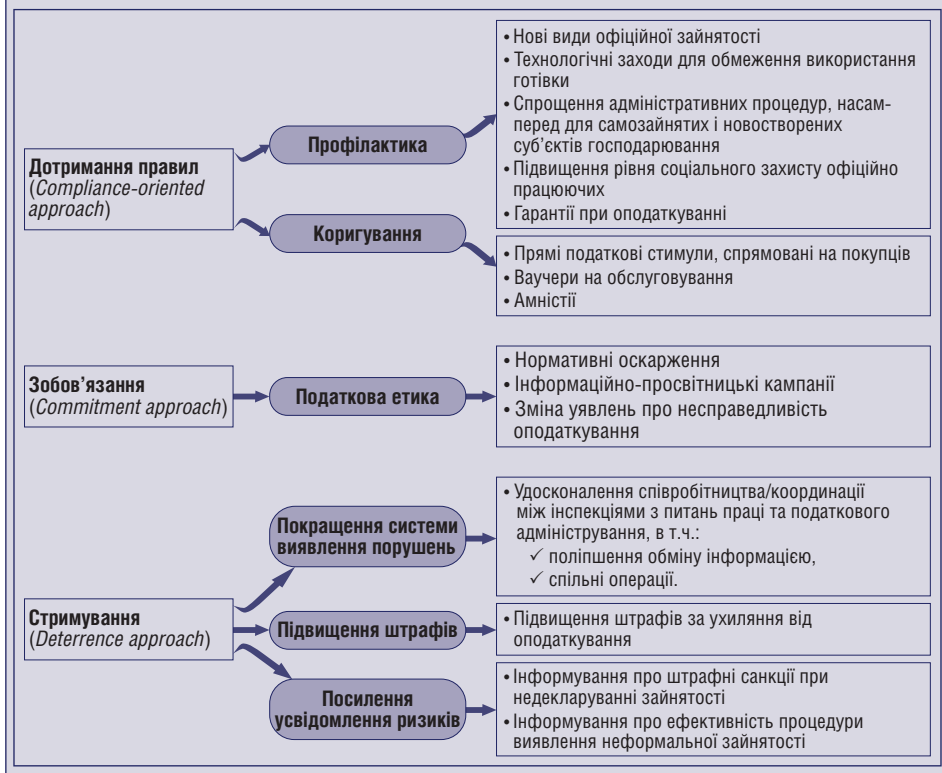 Дотримання правил
(Compliance-oriented
approach)
Профілактика
• Нові види офіційної зайнятості
• Технологічні заходи для обмеження використання
готівки
• Спрощення адміністративних процедур, насам-
перед для самозайнятих і новостворених
суб’єктів господарювання
• Підвищення рівня соціального захисту офіційно
працюючих
• Гарантії при оподаткуванні
Коригування
• Прямі податкові стимули, спрямовані на покупців
• Ваучери на обслуговування
• Амністії
Зобов’язання
(Commitment approach)
Податкова етика
• Нормативні оскарження
• Інформаційно-просвітницькі кампанії
• Зміна уявлень про несправедливість
оподаткування
Стримування
(Deterrence approach)
Покращення системи
виявлення порушень
• Удосконалення співробітництва/координації
між інспекціями з питань праці та податкового
адміністрування, в т.ч.:
✓ поліпшення обміну інформацією,
✓ спільні операції.
Підвищення штрафів
• Підвищення штрафів за ухиляння від
оподаткування
Посилення
усвідомлення ризиків
• Інформування про штрафні санкції при
недекларуванні зайнятості
• Інформування про ефективність процедури
виявлення неформальної зайнятості